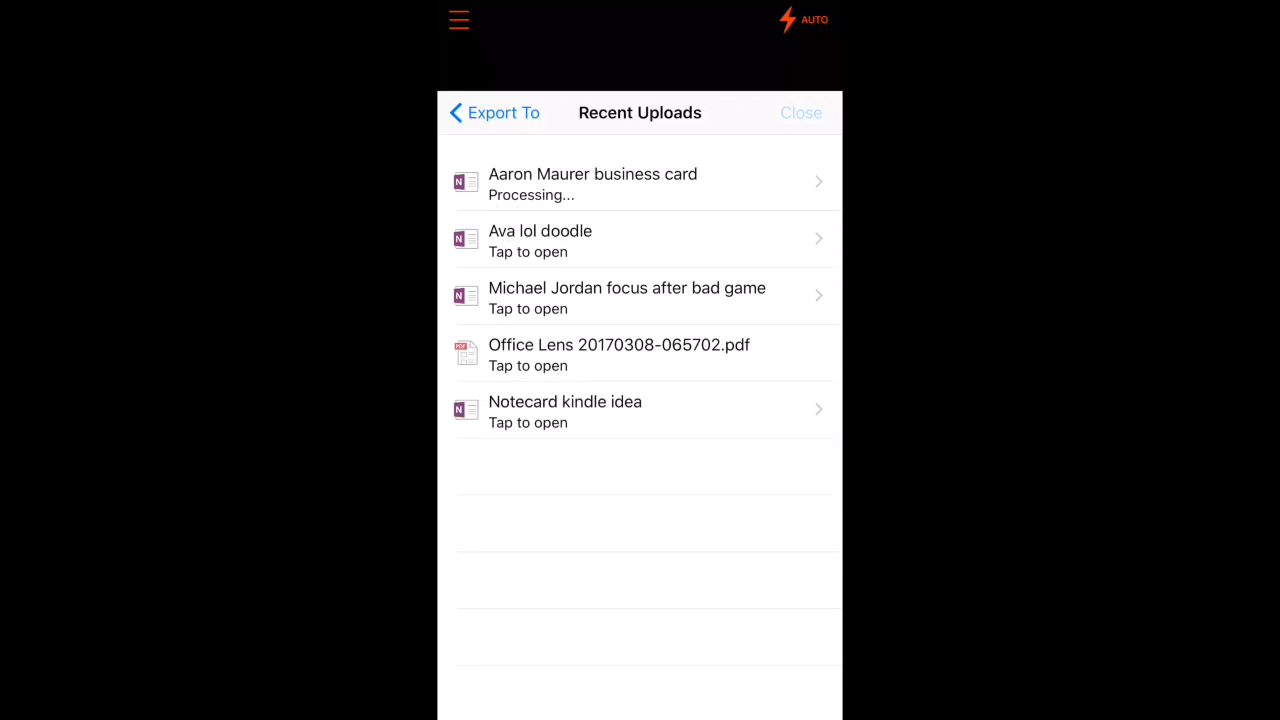 AUTO
Export To
Recent Uploads
Close
Aaron Maurer business card
Processing...
Ava lol doodle
Tap to open
Michael Jordan focus after bad game
Tap to open
Office Lens 20170308-065702.pdf
Tap to open
Notecard kindle idea
Tap to open
N
N
N
PDF
N